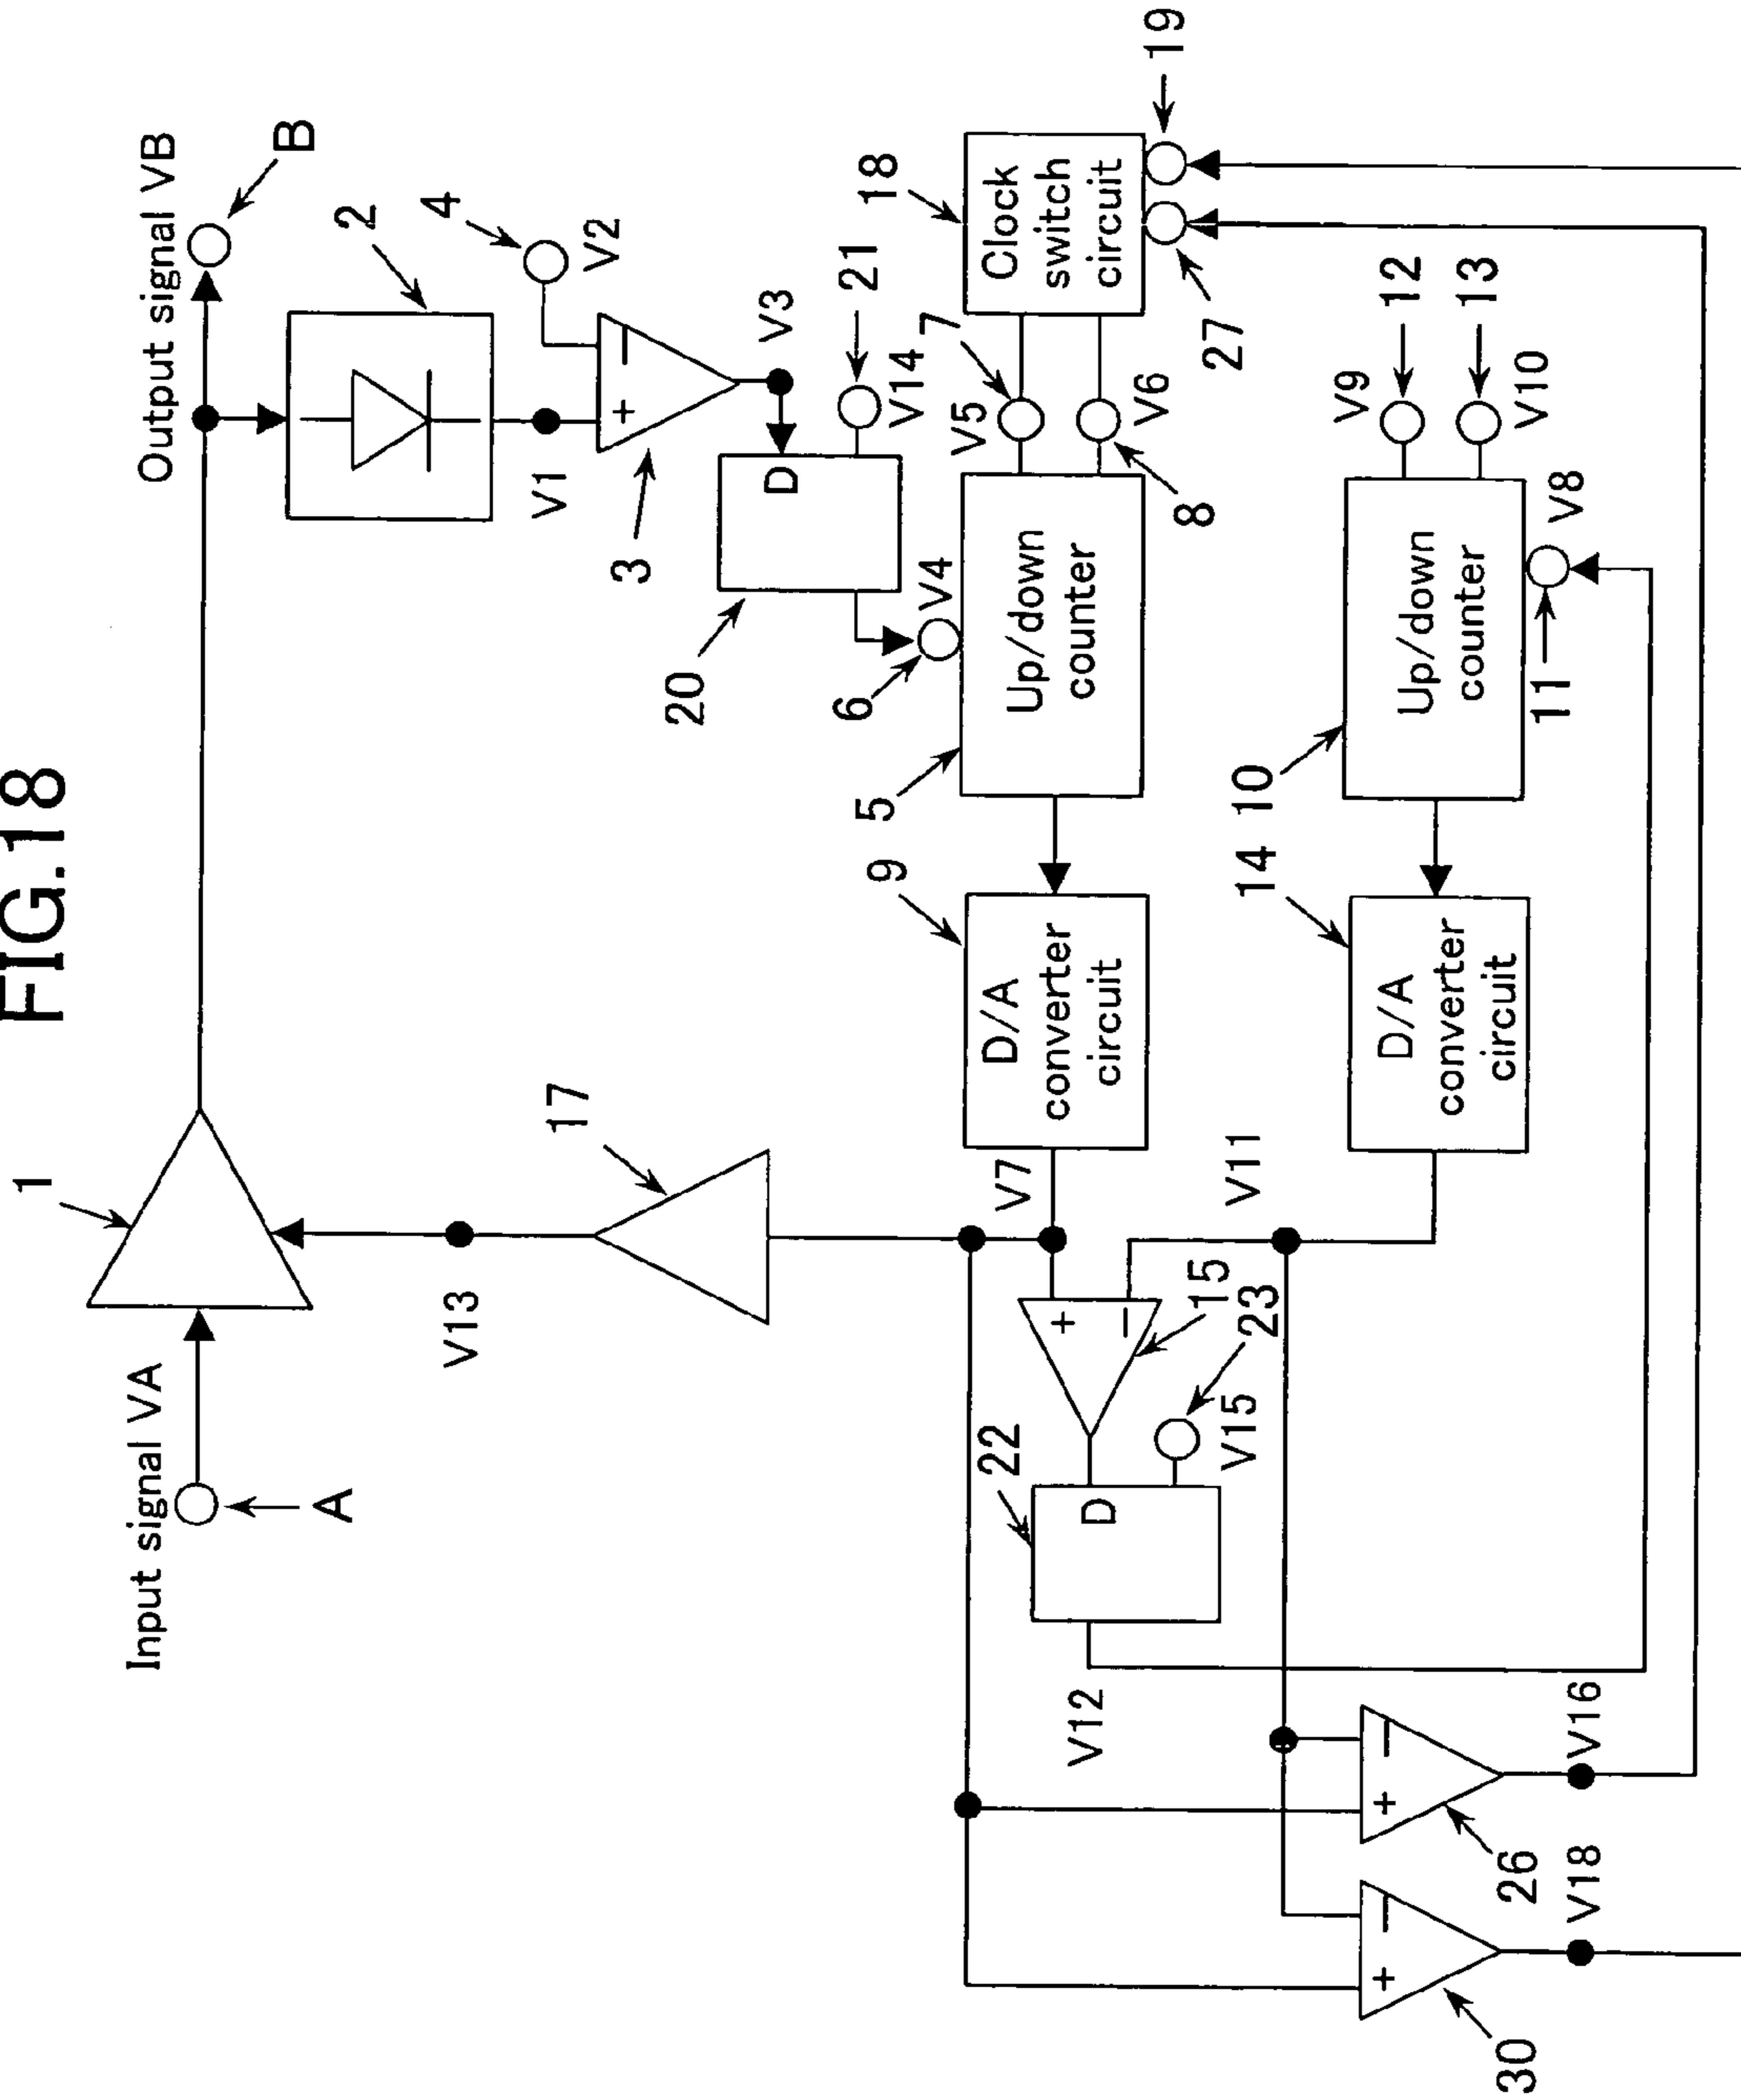 FIG.18
1
Input signal VA
A
Output signal VB
B
2
V1
4
V2
+
−
3
V3
V13
17
20
D
21
V14
6
V4
5
Up/down
counter
7
V5
V6
8
18
Clock
switch
circuit
19
27
9
D/A
converter
circuit
V7
+
−
15
22
D
23
V15
V12
V11
14
D/A
converter
circuit
10
Up/down
counter
V9
12
V10
13
11
V8
+
−
26
V16
+
−
30
V18